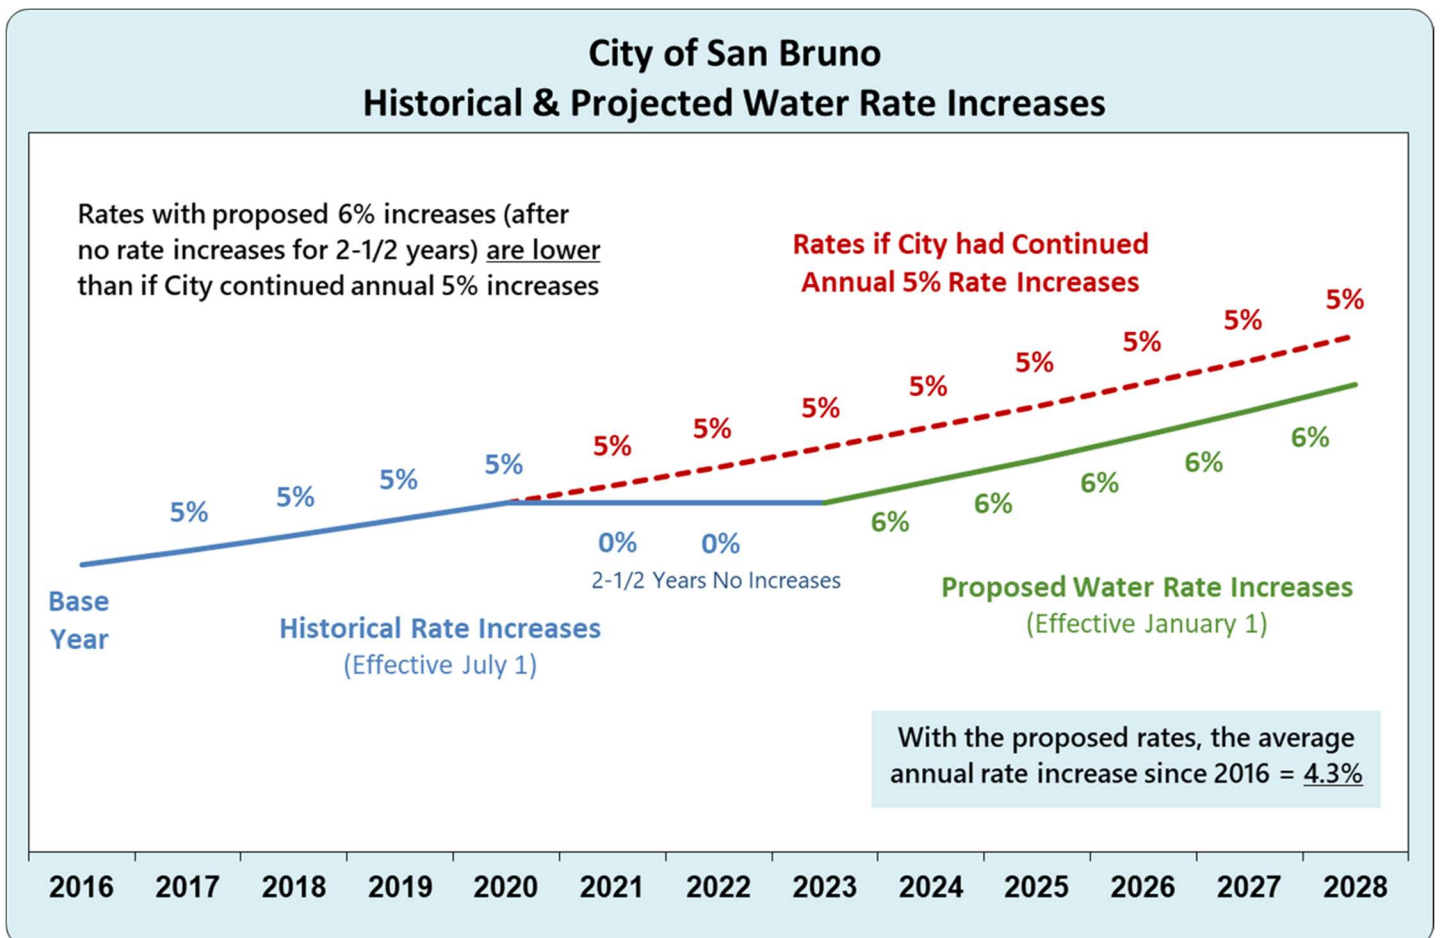 City of San Bruno
Historical & Projected Water Rate Increases
Rates with proposed 6% increases (after
no rate increases for 2-1/2 years) are lower
than if City continued annual 5% increases
Rates if City had Continued
Annual 5% Rate Increases
5%
5%
5%
5%
5%
5%
5%
5%
5%
5%
5%
5%
0%
0%
2-1/2 Years No Increases
6%
6%
6%
6%
6%
Base
Year
Historical Rate Increases
(Effective July 1)
Proposed Water Rate Increases
(Effective January 1)
With the proposed rates, the average
annual rate increase since 2016 = 4.3%
2016 2017 2018 2019 2020 2021 2022 2023 2024 2025 2026 2027 2028